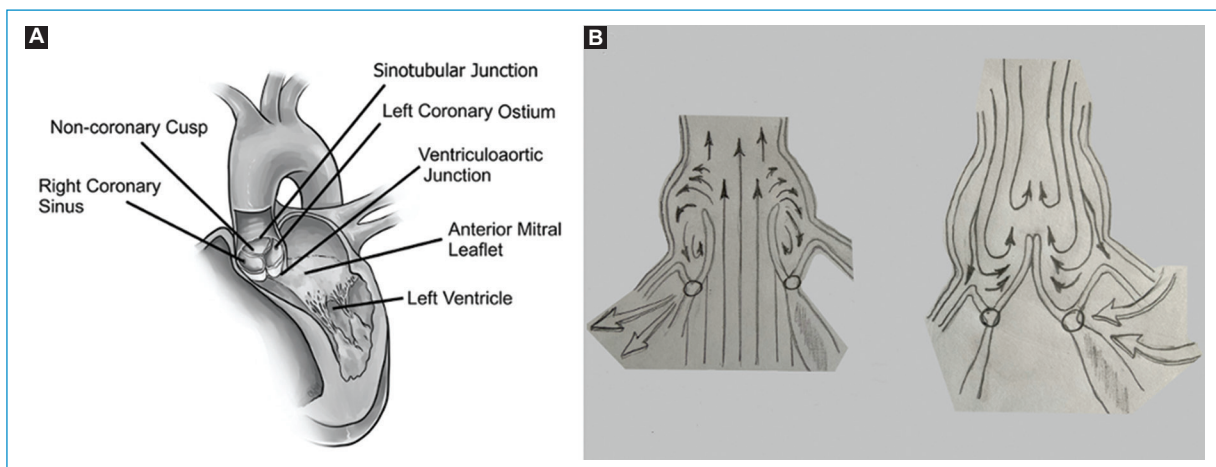 A
Sinotubular Junction
Left Coronary Ostium
Non-coronary Cusp
Ventriculoaortic
Junction
Right Coronary
Sinus
Anterior Mitral
Leaflet
Left Ventricle
B